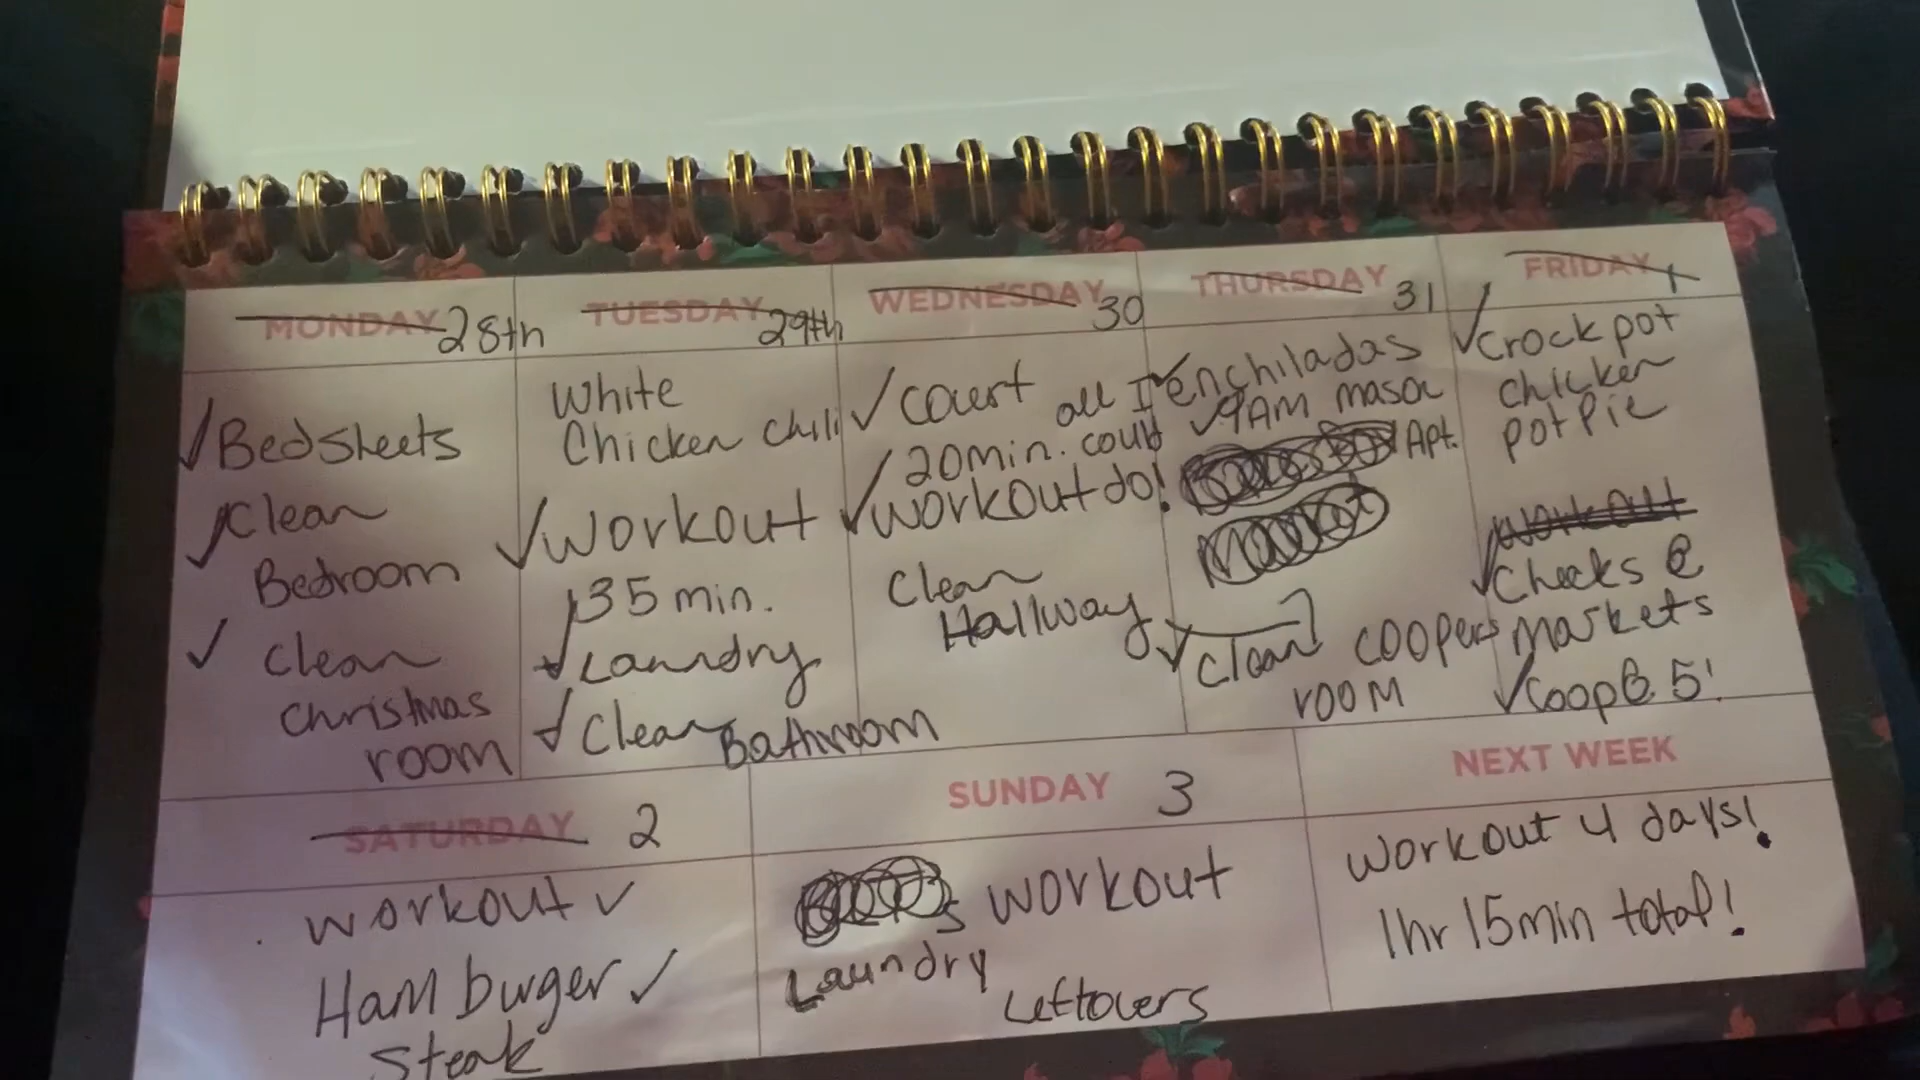 MONDAY 28th
✓Bedsheets
✓Clean
Bedroom
✓ Clean
Christmas
room
TUESDAY 29th
White
Chicken chili
✓Workout
✓35 min.
✓Laundry
✓Clean Bathroom
WEDNESDAY 30
✓court
✓20min. all I could do!
✓workout
Clean
Hallway
THURSDAY 31
✓enchiladas
✓9AM mason
Apt.
Market
✓Clean coopers
room
FRIDAY 1
✓Crockpot
chicken
pot pie
workout
✓Checks @
markets
✓Coop@ 5!
SATURDAY 2
workout ✓
Hamburger ✓
Steak
SUNDAY 3
workout
Laundry
Leftovers
NEXT WEEK
Workout 4 days!
1hr 15min total!